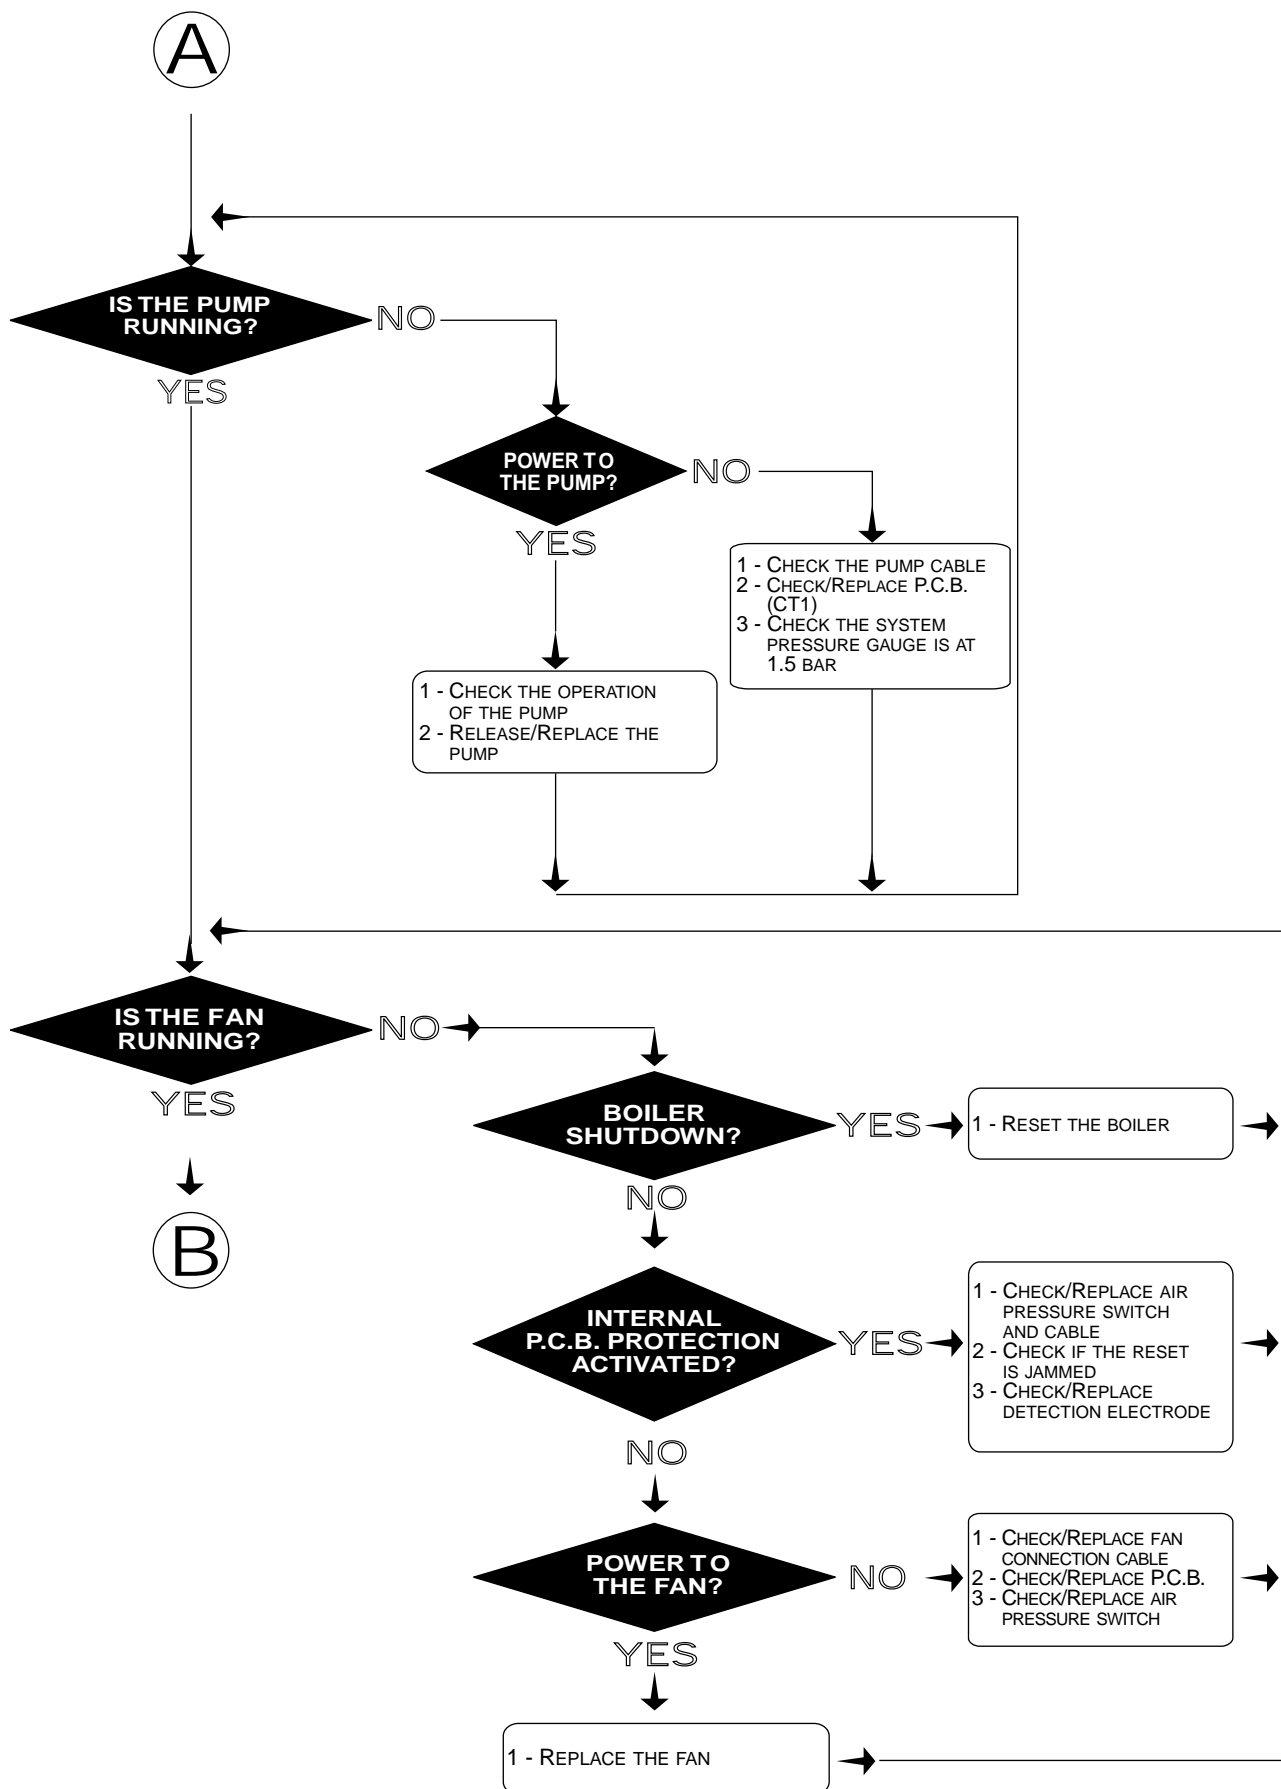 A
IS THE PUMP
RUNNING?
NO
YES
POWER TO
THE PUMP?
NO
YES
1 - CHECK THE PUMP CABLE
2 - CHECK/REPLACE P.C.B.
(CT1)
3 - CHECK THE SYSTEM
PRESSURE GAUGE IS AT
1.5 BAR
1 - CHECK THE OPERATION
OF THE PUMP
2 - RELEASE/REPLACE THE
PUMP
IS THE FAN
RUNNING?
NO
YES
B
BOILER
SHUTDOWN?
YES
1 - RESET THE BOILER
NO
INTERNAL
P.C.B. PROTECTION
ACTIVATED?
YES
1 - CHECK/REPLACE AIR
PRESSURE SWITCH
AND CABLE
2 - CHECK IF THE RESET
IS JAMMED
3 - CHECK/REPLACE
DETECTION ELECTRODE
NO
POWER TO
THE FAN?
NO
1 - CHECK/REPLACE FAN
CONNECTION CABLE
2 - CHECK/REPLACE P.C.B.
3 - CHECK/REPLACE AIR
PRESSURE SWITCH
YES
1 - REPLACE THE FAN